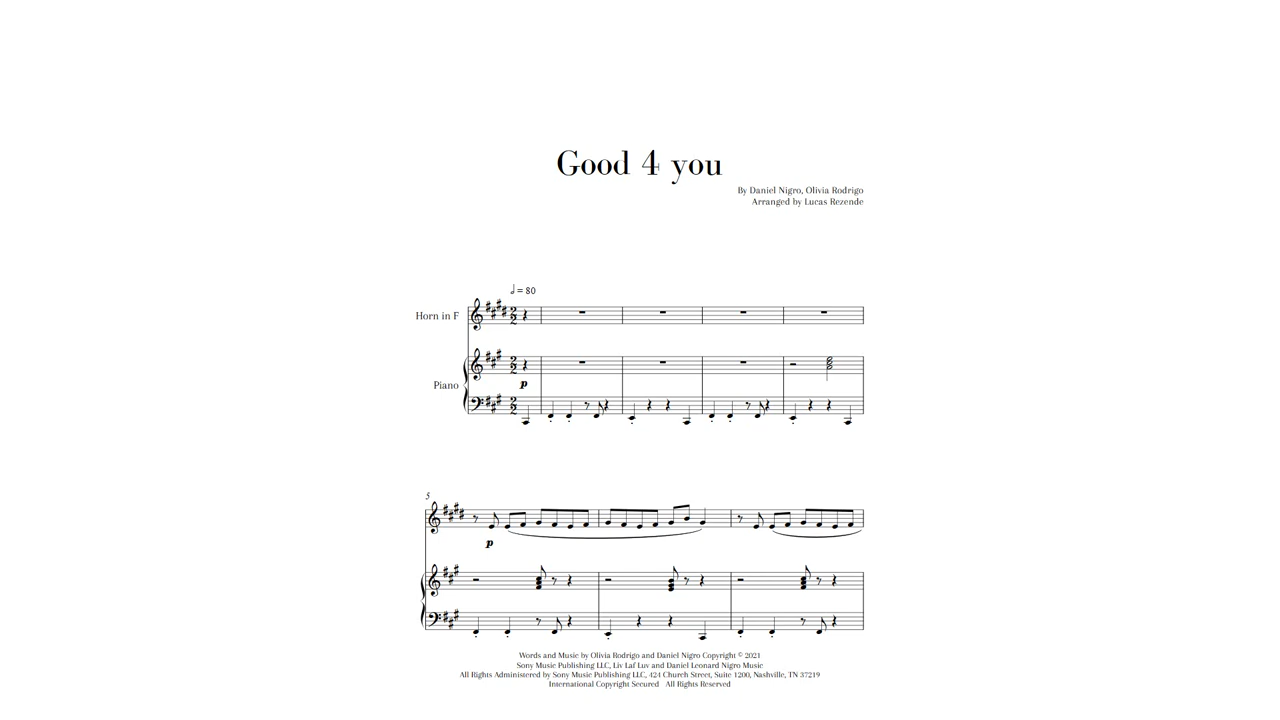 Good 4 you
By Daniel Nigro, Olivia Rodrigo
Arranged by Lucas Rezende
𝅗𝅥 = 80
Horn in F
Piano
p
5
p
Words and Music by Olivia Rodrigo and Daniel Nigro Copyright © 2021
Sony Music Publishing LLC, Liv Laf Luv and Daniel Leonard Nigro Music
All Rights Administered by Sony Music Publishing LLC, 424 Church Street, Suite 1200, Nashville, TN 37219
International Copyright Secured All Rights Reserved